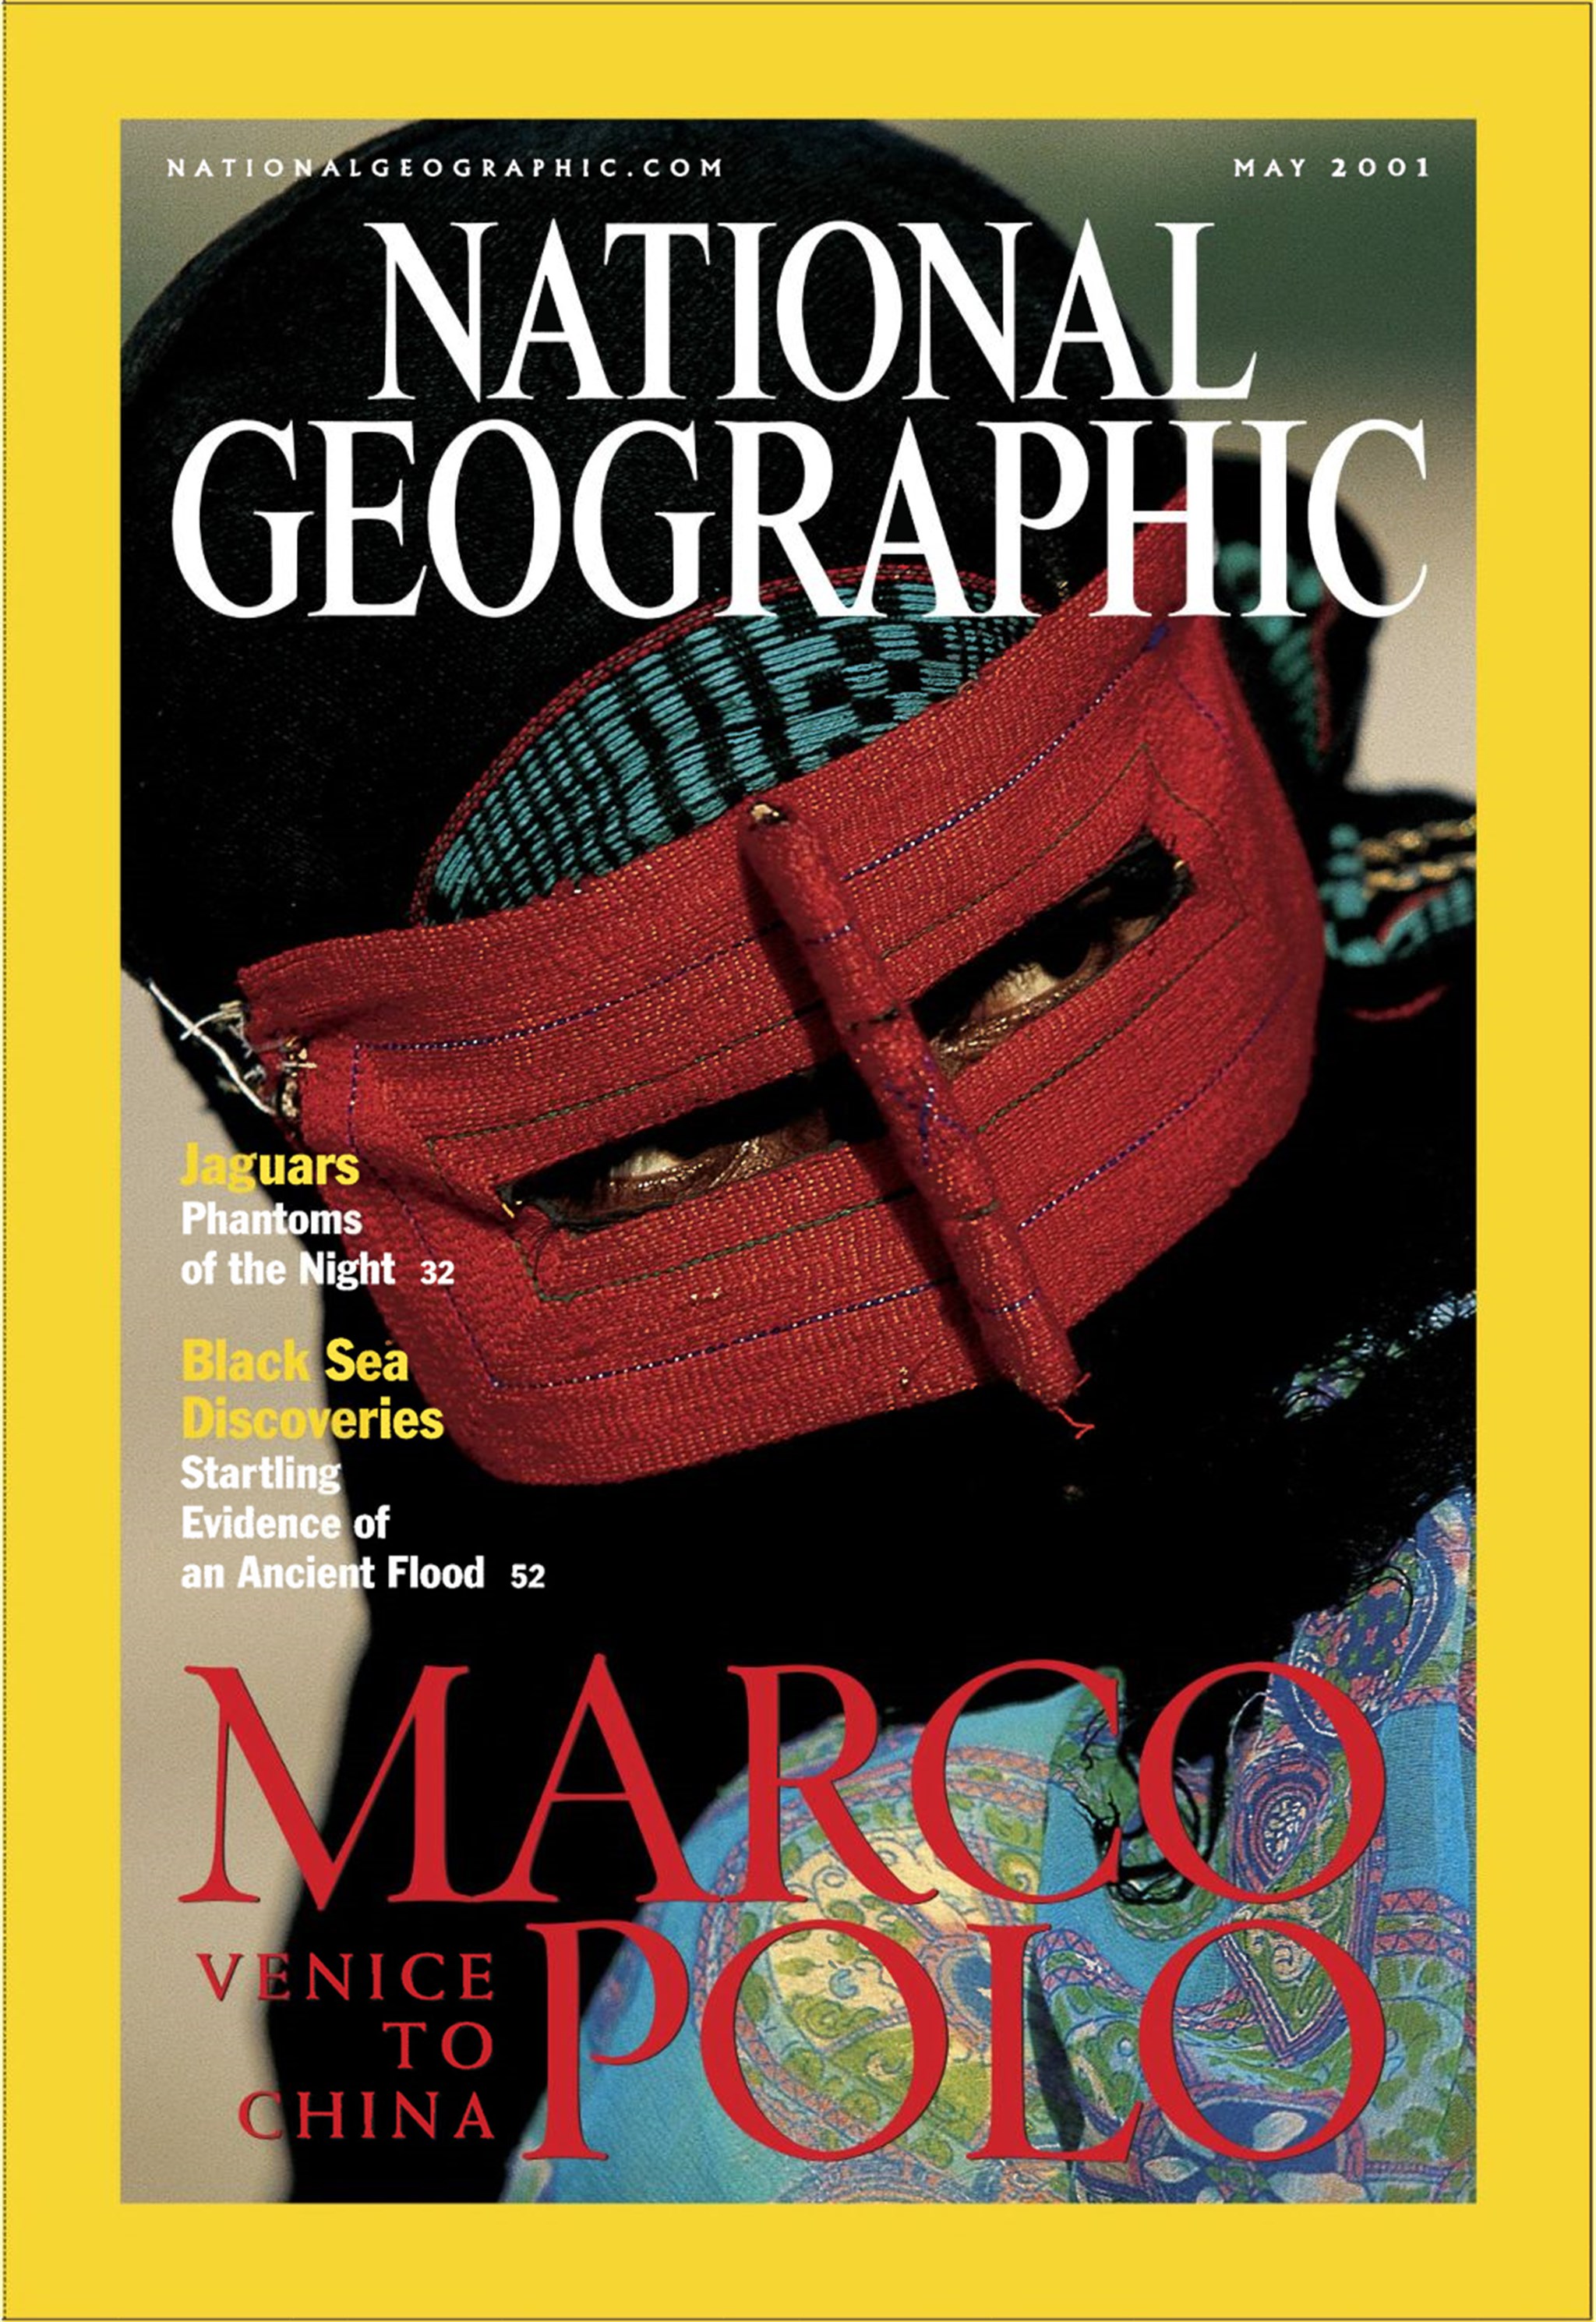 NATIONALGEOGRAPHIC.COM
MAY 2001
NATIONAL
GEOGRAPHIC
Jaguars
Phantoms
of the Night 32
Black Sea
Discoveries
Startling
Evidence of
an Ancient Flood 52
MARCO
POLO
VENICE
TO
CHINA